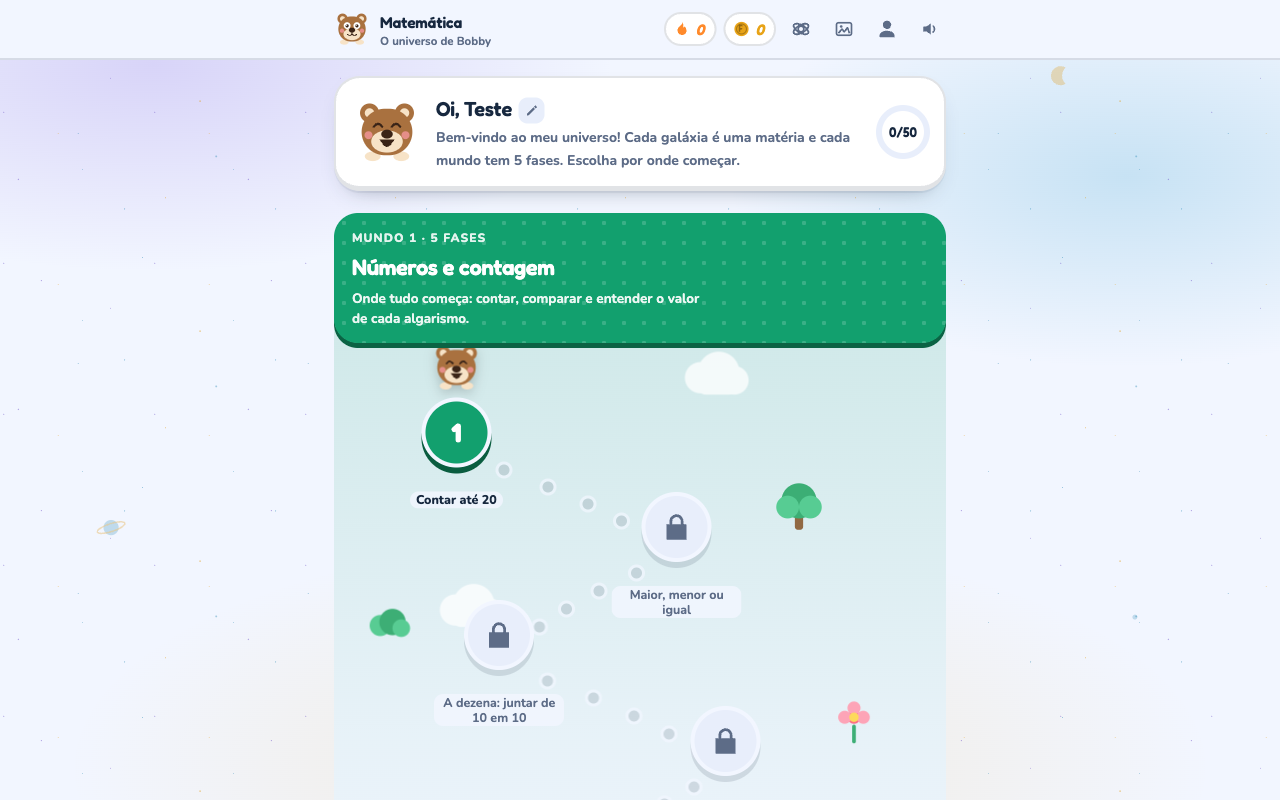 Matemática
O universo de Bobby
0
0
Oi, Teste
Bem-vindo ao meu universo! Cada galáxia é uma matéria e cada
mundo tem 5 fases. Escolha por onde começar.
0/50
MUNDO 1 · 5 FASES
Números e contagem
Onde tudo começa: contar, comparar e entender o valor
de cada algarismo.
1
Contar até 20
Maior, menor ou
igual
A dezena: juntar de
10 em 10